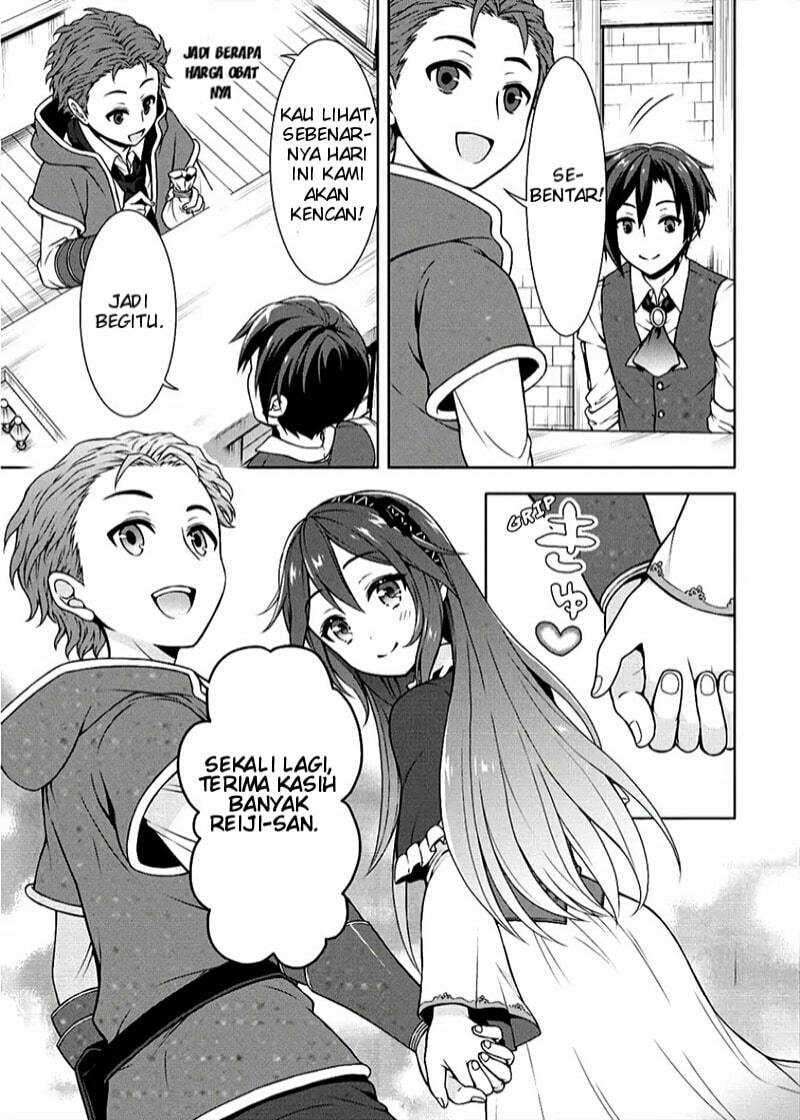 SE-
BENTAR!
KAU LIHAT,
SEBENAR-
NYA HARI
INI KAMI
AKAN
KENCAN!
JADI BERAPA
HARGA OBAT
NYA
JADI
BEGITU.
GRIP
きゅ
SEKALI LAGI,
TERIMA KASIH
BANYAK
REIJI-SAN.